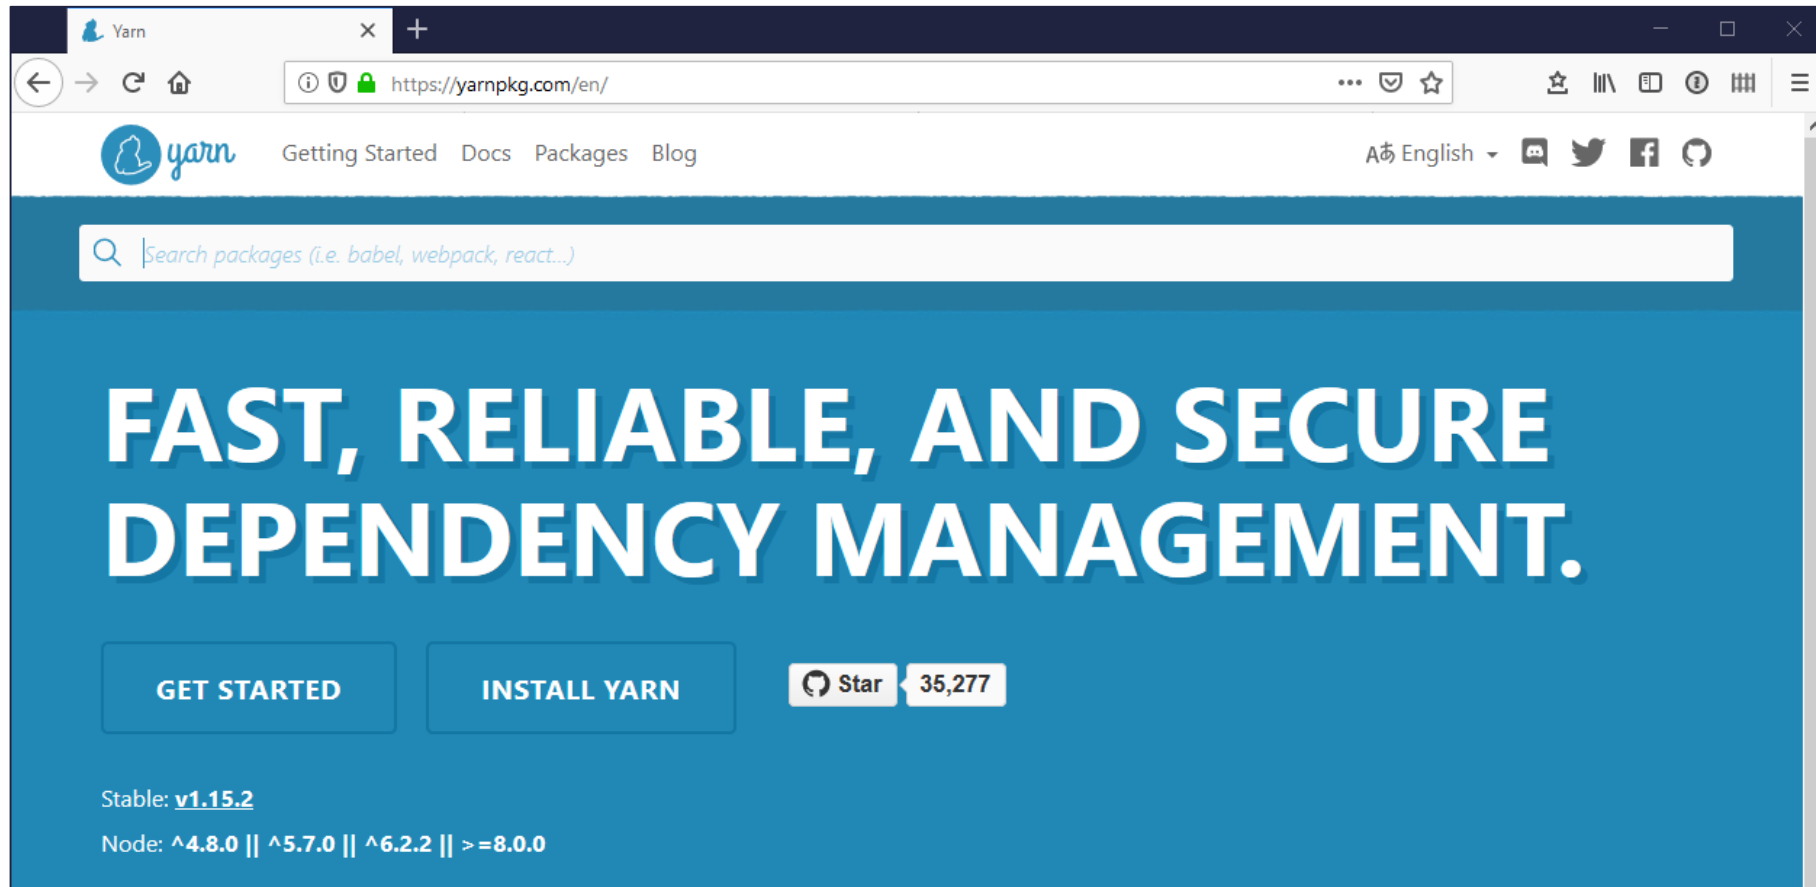 Yarn
https://yarnpkg.com/en/
yarn Getting Started Docs Packages Blog Aあ English
Search packages (i.e. babel, webpack, react...)
FAST, RELIABLE, AND SECURE
DEPENDENCY MANAGEMENT.
GET STARTED INSTALL YARN Star 35,277
Stable: v1.15.2
Node: ^4.8.0 || ^5.7.0 || ^6.2.2 || >=8.0.0